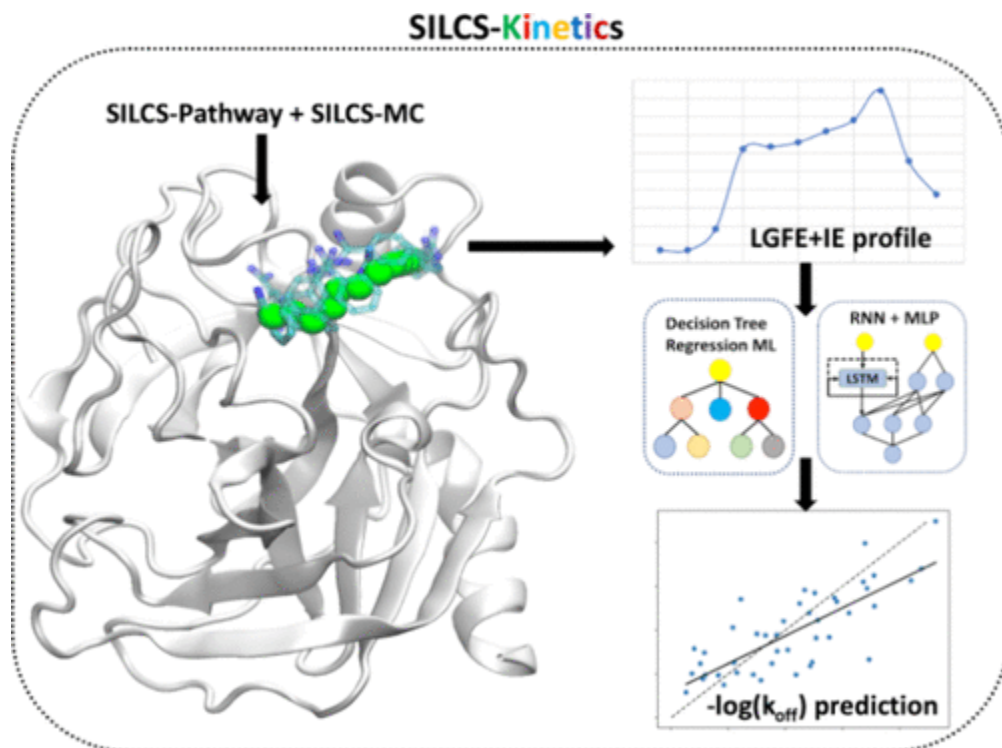 SILCS-Kinetics
SILCS-Pathway + SILCS-MC
LGFE+IE profile
Decision Tree
Regression ML
RNN + MLP
LSTM
-log(koff) prediction